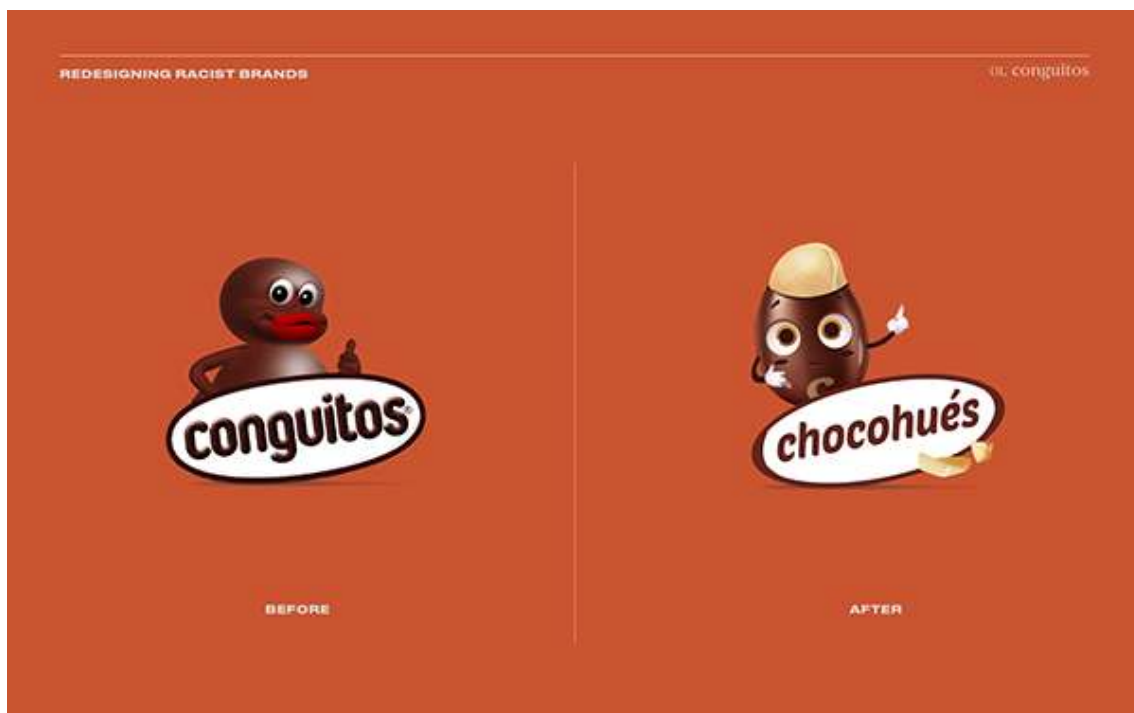 REDESIGNING RACIST BRANDS
01. conguitos
conguitos®
chocohués
c
BEFORE
AFTER